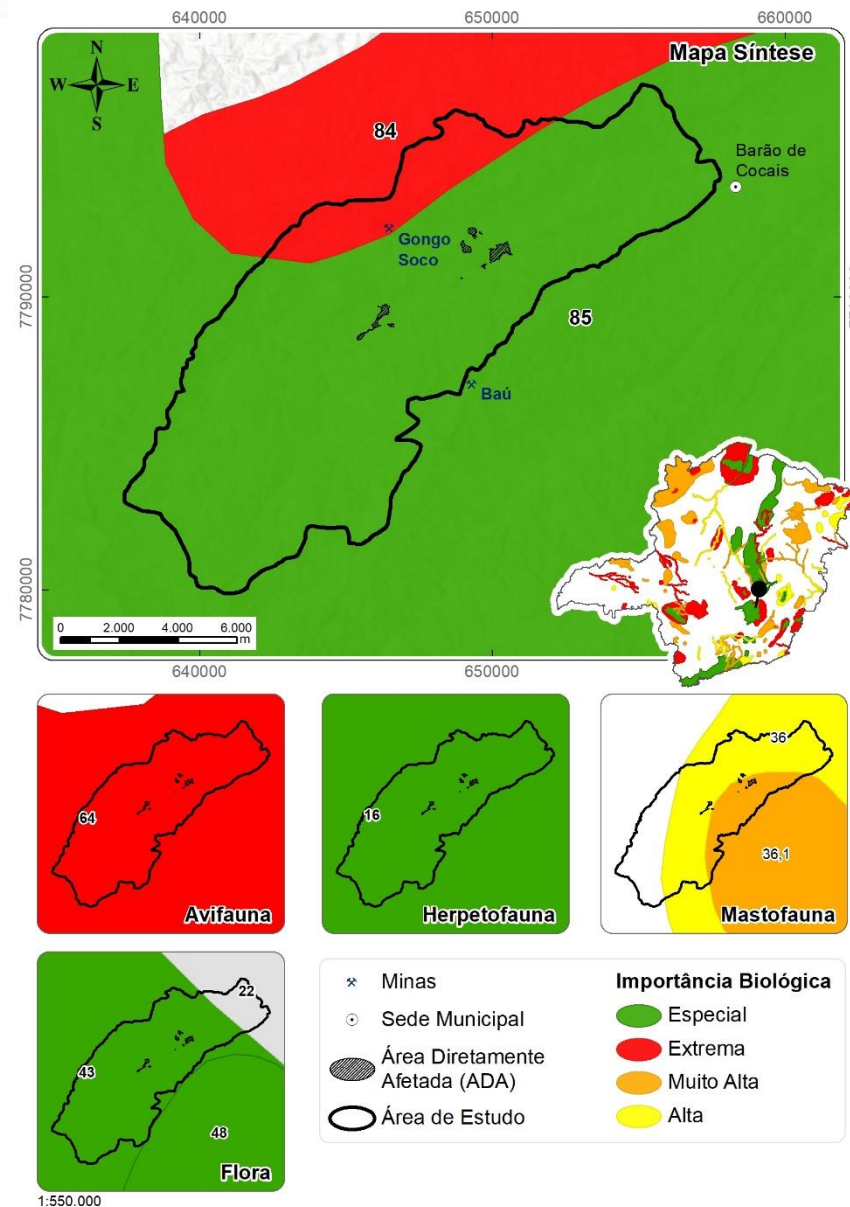 640000
650000
660000
Mapa Síntese
N
W
E
S
84
Barão de
Cocais
Gongo
Soco
7790000
85
Baú
7780000
0
2.000
4.000
6.000
m
640000
650000
64
Avifauna
16
Herpetofauna
36
36,1
Mastofauna
22
43
48
Flora
1:550.000
Minas
Sede Municipal
Área Diretamente
Afetada (ADA)
Área de Estudo
Importância Biológica
Especial
Extrema
Muito Alta
Alta